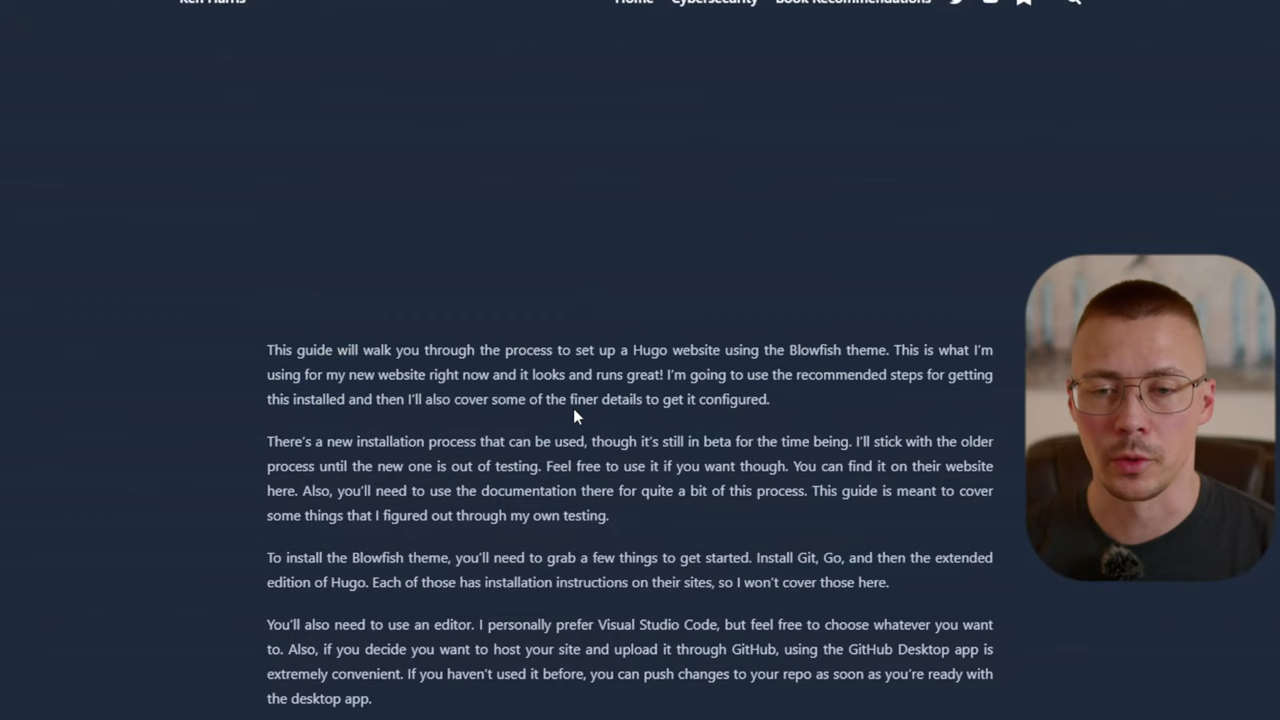 Ken Harris
Home Cybersecurity Book Recommendations
This guide will walk you through the process to set up a Hugo website using the Blowfish theme. This is what I'm
using for my new website right now and it looks and runs great! I'm going to use the recommended steps for getting
this installed and then I'll also cover some of the finer details to get it configured.
There's a new installation process that can be used, though it's still in beta for the time being. I'll stick with the older
process until the new one is out of testing. Feel free to use it if you want though. You can find it on their website
here. Also, you'll need to use the documentation there for quite a bit of this process. This guide is meant to cover
some things that I figured out through my own testing.
To install the Blowfish theme, you'll need to grab a few things to get started. Install Git, Go, and then the extended
edition of Hugo. Each of those has installation instructions on their sites, so I won't cover those here.
You'll also need to use an editor. I personally prefer Visual Studio Code, but feel free to choose whatever you want
to. Also, if you decide you want to host your site and upload it through GitHub, using the GitHub Desktop app is
extremely convenient. If you haven't used it before, you can push changes to your repo as soon as you're ready with
the desktop app.